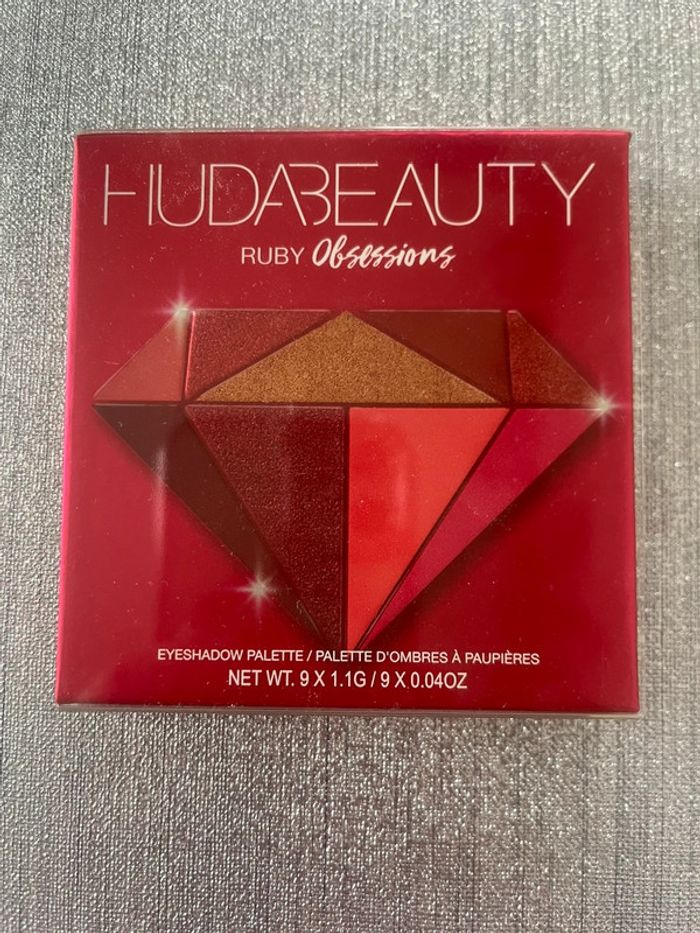 HUDABEAUTY
RUBY Obsessions
EYESHADOW PALETTE / PALETTE D'OMBRES À PAUPIÈRES
NET WT. 9 X 1.1G / 9 X 0.04OZ